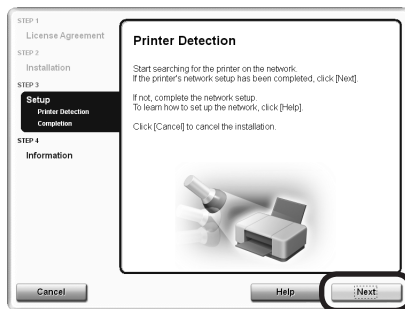 STEP 1
License Agreement
STEP 2
Installation
STEP 3
Setup
Printer Detection
Completion
STEP 4
Information
Printer Detection
Start searching for the printer on the network.
If the printer's network setup has been completed, click [Next].
If not, complete the network setup.
To learn how to set up the network, click [Help].
Click [Cancel] to cancel the installation.
Cancel
Help
Next